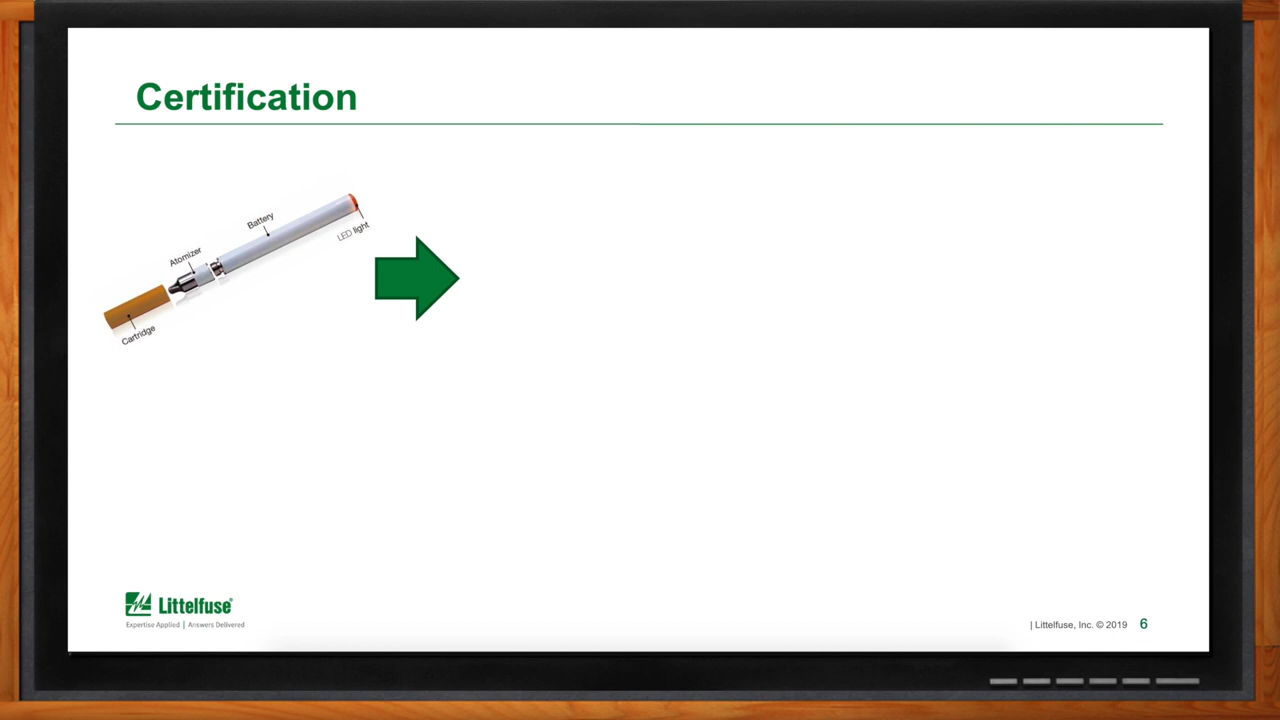 Certification
Battery
LED light
Atomizer
Cartridge
Littelfuse®
Expertise Applied | Answers Delivered
| Littelfuse, Inc. © 2019 6